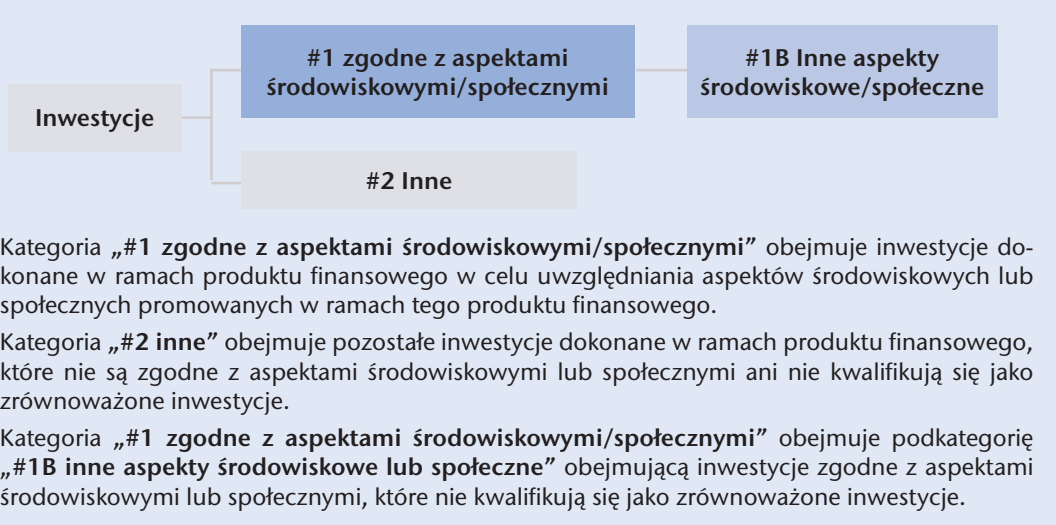 #1 zgodne z aspektami
środowiskowymi/społecznymi
#1B Inne aspekty
środowiskowe/społeczne
Inwestycje
#2 Inne
Kategoria „#1 zgodne z aspektami środowiskowymi/społecznymi” obejmuje inwestycje do-
konane w ramach produktu finansowego w celu uwzględniania aspektów środowiskowych lub
społecznych promowanych w ramach tego produktu finansowego.
Kategoria „#2 inne” obejmuje pozostałe inwestycje dokonane w ramach produktu finansowego,
które nie są zgodne z aspektami środowiskowymi lub społecznymi ani nie kwalifikują się jako
zrównoważone inwestycje.
Kategoria „#1 zgodne z aspektami środowiskowymi/społecznymi” obejmuje podkategorię
„#1B inne aspekty środowiskowe lub społeczne” obejmującą inwestycje zgodne z aspektami
środowiskowymi lub społecznymi, które nie kwalifikują się jako zrównoważone inwestycje.